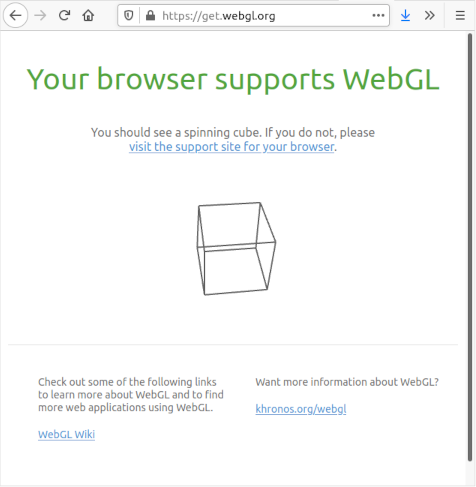 https://get.webgl.org
Your browser supports WebGL
You should see a spinning cube. If you do not, please
visit the support site for your browser.
Check out some of the following links
to learn more about WebGL and to find
more web applications using WebGL.
WebGL Wiki
Want more information about WebGL?
khronos.org/webgl